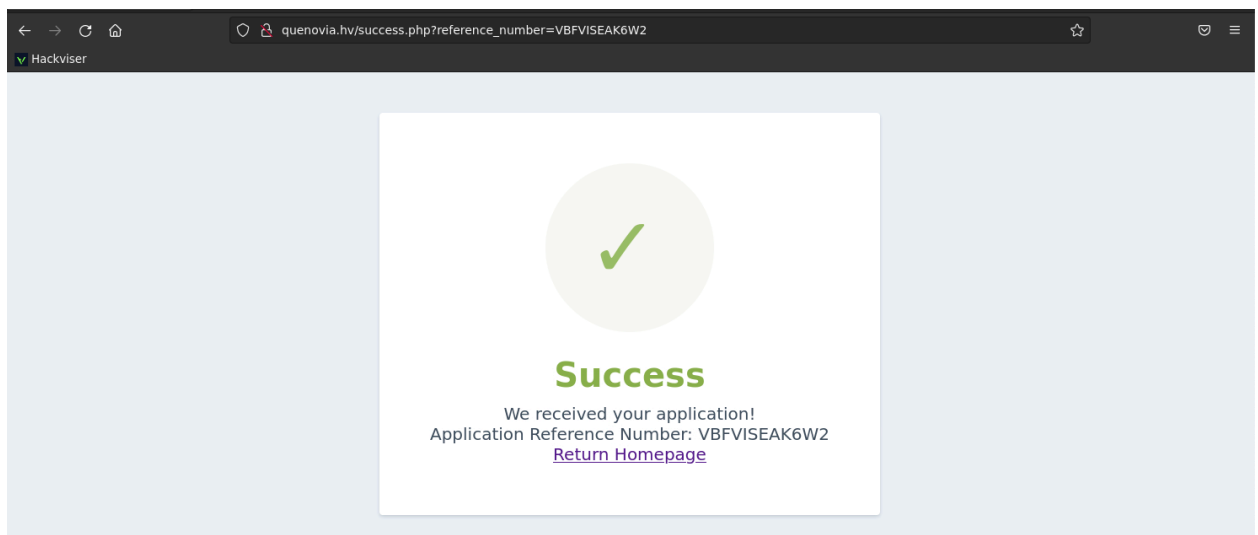 quenovia.hv/success.php?reference_number=VBFVISEAK6W2
Hackviser
✓
Success
We received your application!
Application Reference Number: VBFVISEAK6W2
Return Homepage